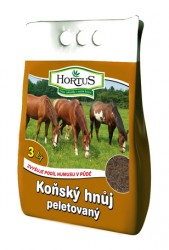 HORTUS
3 kg
ZVYŠUJE PODÍL HUMUSU V PŮDĚ
Koňský hnůj
peletovaný